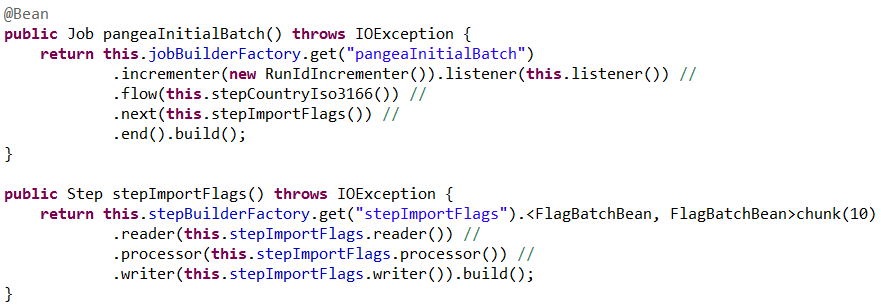 @Bean
public Job pangeaInitialBatch() throws IOException {
    return this.jobBuilderFactory.get("pangeaInitialBatch")
            .incrementer(new RunIdIncrementer()).listener(this.listener()) //
            .flow(this.stepCountryIso3166()) //
            .next(this.stepImportFlags()) //
            .end().build();
}

public Step stepImportFlags() throws IOException {
    return this.stepBuilderFactory.get("stepImportFlags").<FlagBatchBean, FlagBatchBean>chunk(10)
            .reader(this.stepImportFlags.reader()) //
            .processor(this.stepImportFlags.processor()) //
            .writer(this.stepImportFlags.writer()).build();
}